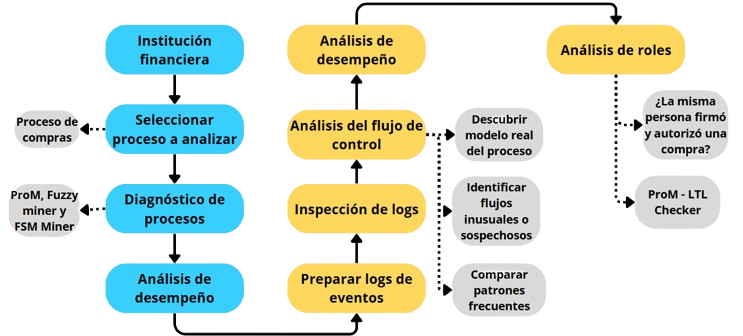 Institución
financiera
Seleccionar
proceso a analizar
Proceso de
compras
Diagnóstico de
procesos
ProM, Fuzzy
miner y
FSM Miner
Análisis de
desempeño
Preparar logs de
eventos
Inspección de logs
Análisis del flujo de
control
Descubrir
modelo real
del proceso
Identificar
flujos
inusuales o
sospechosos
Comparar
patrones
frecuentes
Análisis de
desempeño
Análisis de roles
¿La misma
persona firmó
y autorizó una
compra?
ProM - LTL
Checker